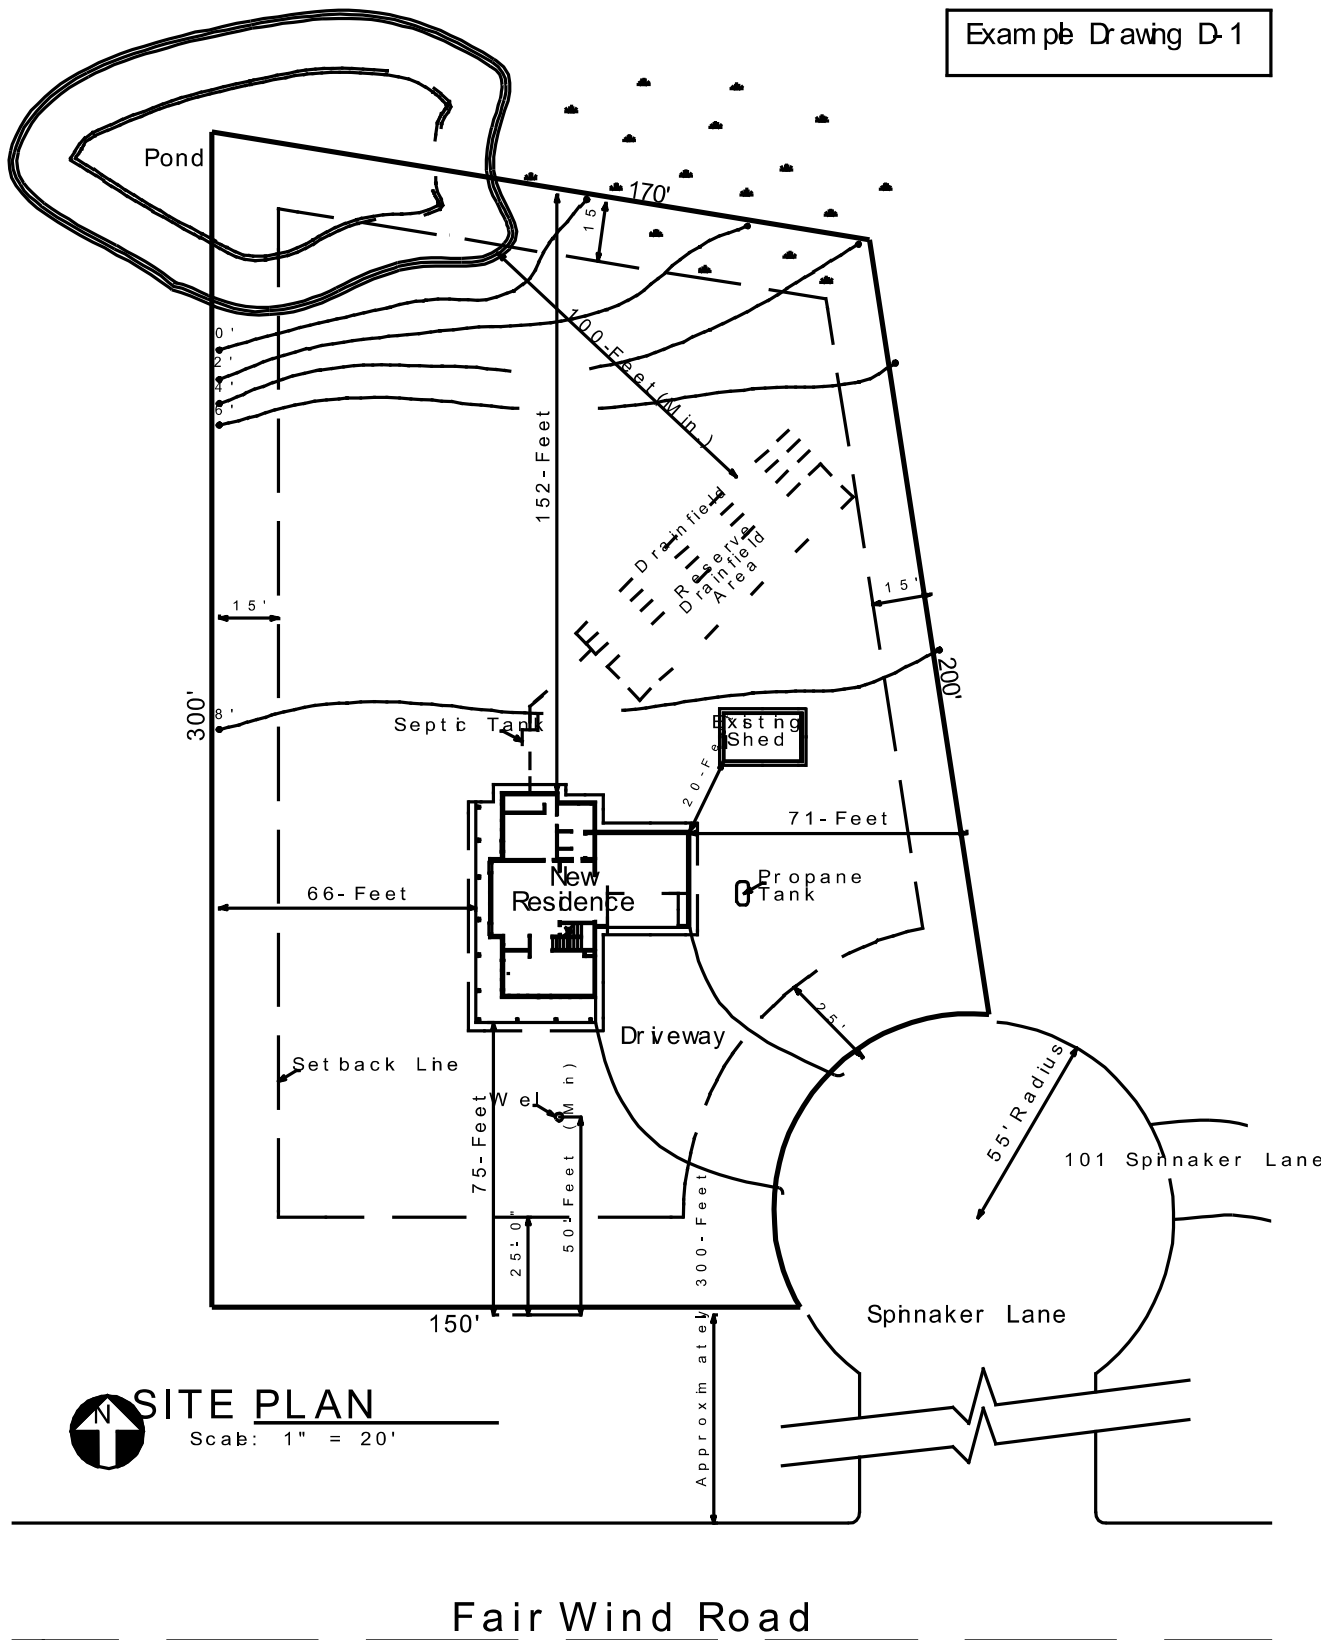 Example Drawing D-1
Pond
170'
15
0'
2'
4'
6'
100-Feet (Min.)
152-Feet
Drainfield
Reserve
Drainfield
Area
15'
15'
200'
300'
8'
Septic Tank
Existing
Shed
20-Fe
71-Feet
66-Feet
New
Residence
Propane
Tank
25'
Driveway
Setback Line
55' Radius
Well
75-Feet
50'-Feet (Min)
25'-0"
101 Spinnaker Lane
Approximately 300-Feet
Spinnaker Lane
150'
N
SITE PLAN
Scale: 1" = 20'
Fair Wind Road